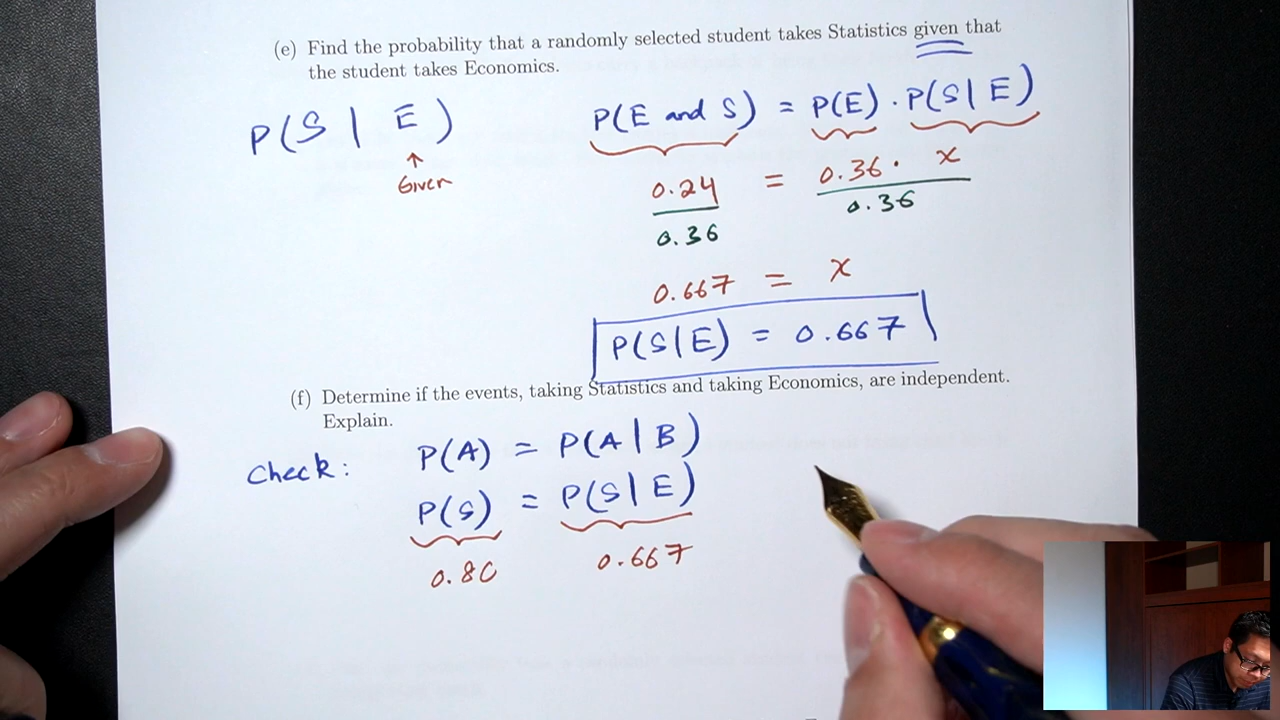 (e) Find the probability that a randomly selected student takes Statistics given that
the student takes Economics.
P(S | E)
↑
Given
P(E and S) = P(E) · P(S | E)
0.24 = 0.36 · x
0.36 0.36
0.667 = x
P(S|E) = 0.667
(f) Determine if the events, taking Statistics and taking Economics, are independent.
Explain.
Check: P(A) = P(A | B)
P(S) = P(S | E)
0.80 0.667